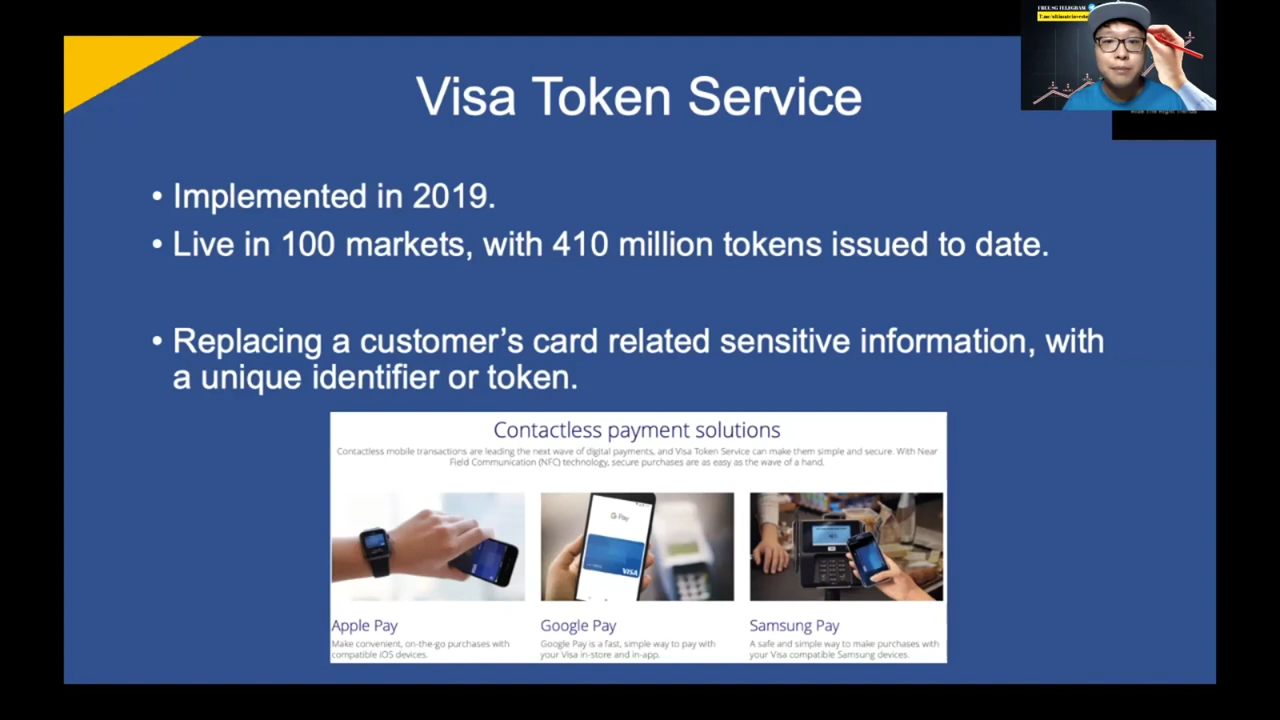 FREE SG TELEGRAM
Visa Token Service
• Implemented in 2019.
• Live in 100 markets, with 410 million tokens issued to date.
• Replacing a customer’s card related sensitive information, with
a unique identifier or token.
Contactless payment solutions
Contactless mobile transactions are leading the next wave of digital payments, and Visa Token Service can make them simple and secure. With Near
Field Communication (NFC) technology, secure purchases are as easy as the wave of a hand.
G Pay
VISA
Apple Pay
Make convenient, on-the-go purchases with
compatible iOS devices.
Google Pay
Google Pay is a fast, simple way to pay with
your Visa in-store and in-app.
Samsung Pay
A safe and simple way to make purchases with
your Visa compatible Samsung devices.